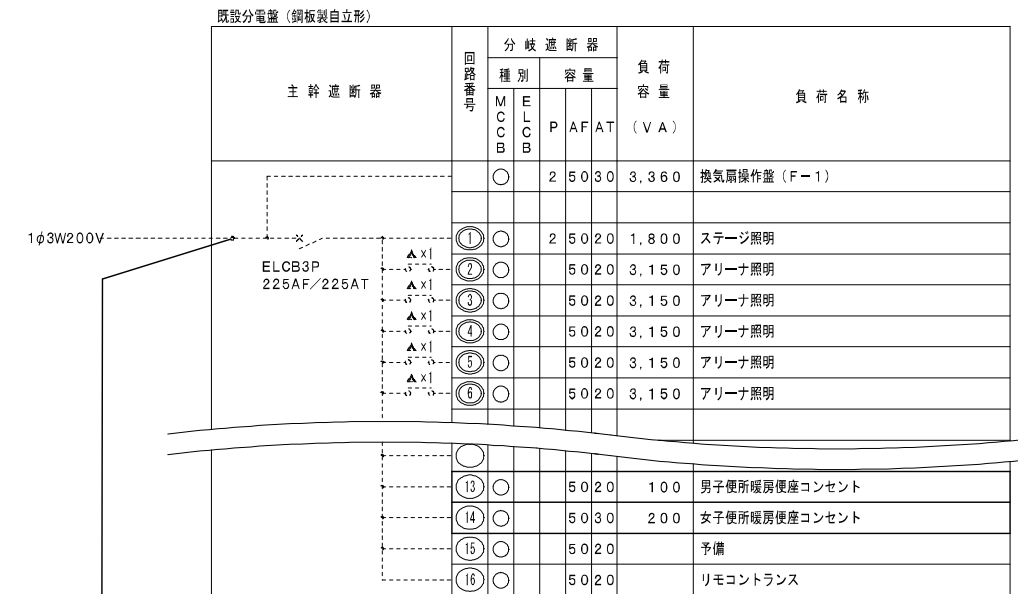 既設分電盤（鋼板製自立形）
主幹遮断器 回路番号 分岐遮断器 負荷容量（VA） 負荷名称
種別 容量
MCCB ELCB P AF AT
○ 2 50 30 3,360 換気扇操作盤（F－1）
1φ3W200V
1 ○ 2 50 20 1,800 ステージ照明
ELCB3P
225AF／225AT
×1
2 ○ 50 20 3,150 アリーナ照明
×1
3 ○ 50 20 3,150 アリーナ照明
×1
4 ○ 50 20 3,150 アリーナ照明
×1
5 ○ 50 20 3,150 アリーナ照明
×1
6 ○ 50 20 3,150 アリーナ照明
13 ○ 50 20 100 男子便所暖房便座コンセント
14 ○ 50 30 200 女子便所暖房便座コンセント
15 ○ 50 20 予備
16 ○ 50 20 リモコントランス